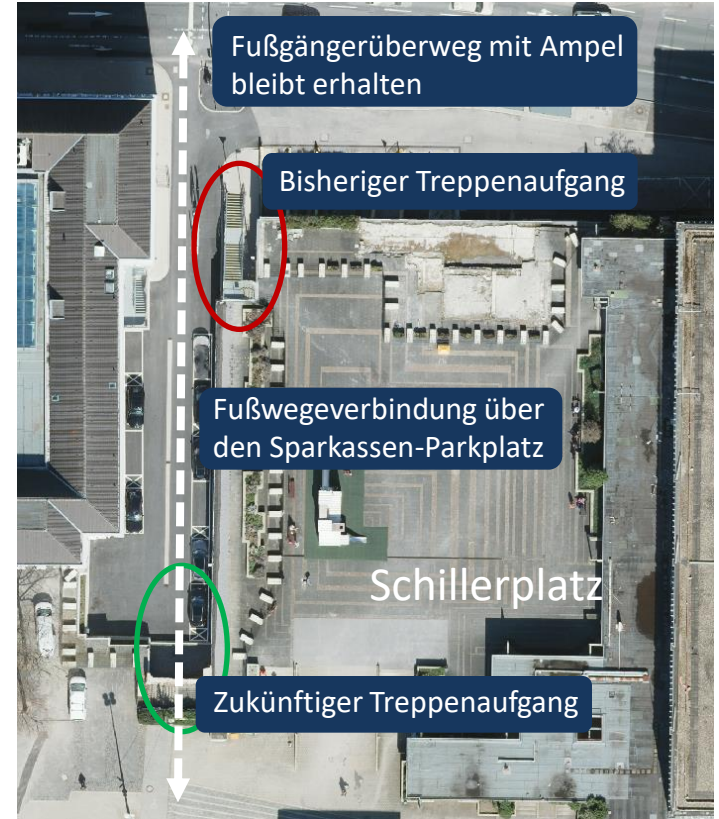 Fußgängerüberweg mit Ampel
bleibt erhalten
Bisheriger Treppenaufgang
Fußwegeverbindung über
den Sparkassen-Parkplatz
Schillerplatz
Zukünftiger Treppenaufgang